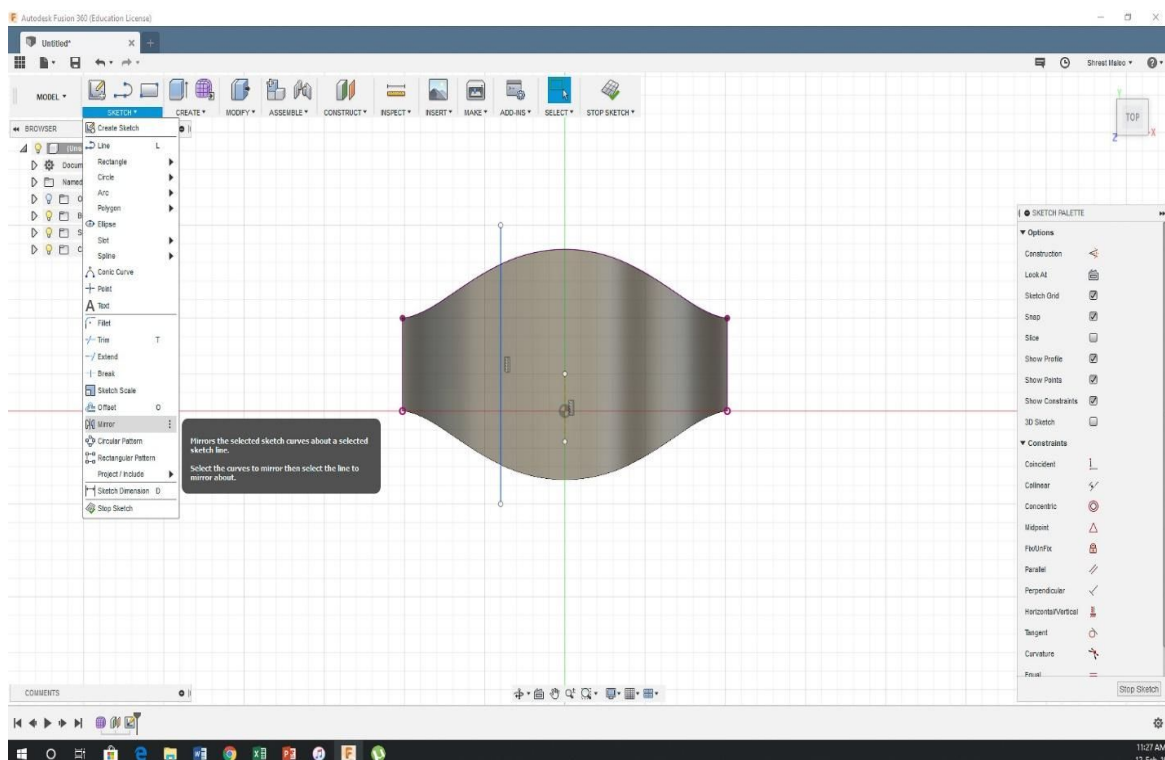 Autodesk Fusion 360 (Education License)
Untitled*
Shrest Maloo
MODEL
SKETCH
CREATE
MODIFY
ASSEMBLE
CONSTRUCT
INSPECT
INSERT
MAKE
ADD-INS
SELECT
STOP SKETCH
TOP
Y
X
Z
BROWSER
Docum
Named
Create Sketch
Line L
Rectangle
Circle
Arc
Polygon
Ellipse
Slot
Spline
Conic Curve
Point
Text
Fillet
Trim T
Extend
Break
Sketch Scale
Offset O
Mirror
Circular Pattern
Rectangular Pattern
Project / Include
Sketch Dimension D
Stop Sketch
Mirrors the selected sketch curves about a selected
sketch line.
Select the curves to mirror then select the line to
mirror about.
SKETCH PALETTE
Options
Construction
Look At
Sketch Grid
Snap
Slice
Show Profile
Show Points
Show Constraints
3D Sketch
Constraints
Coincident
Colinear
Concentric
Midpoint
Fix/UnFix
Parallel
Perpendicular
Horizontal/Vertical
Tangent
Curvature
Equal
Stop Sketch
COMMENTS
11:27 AM